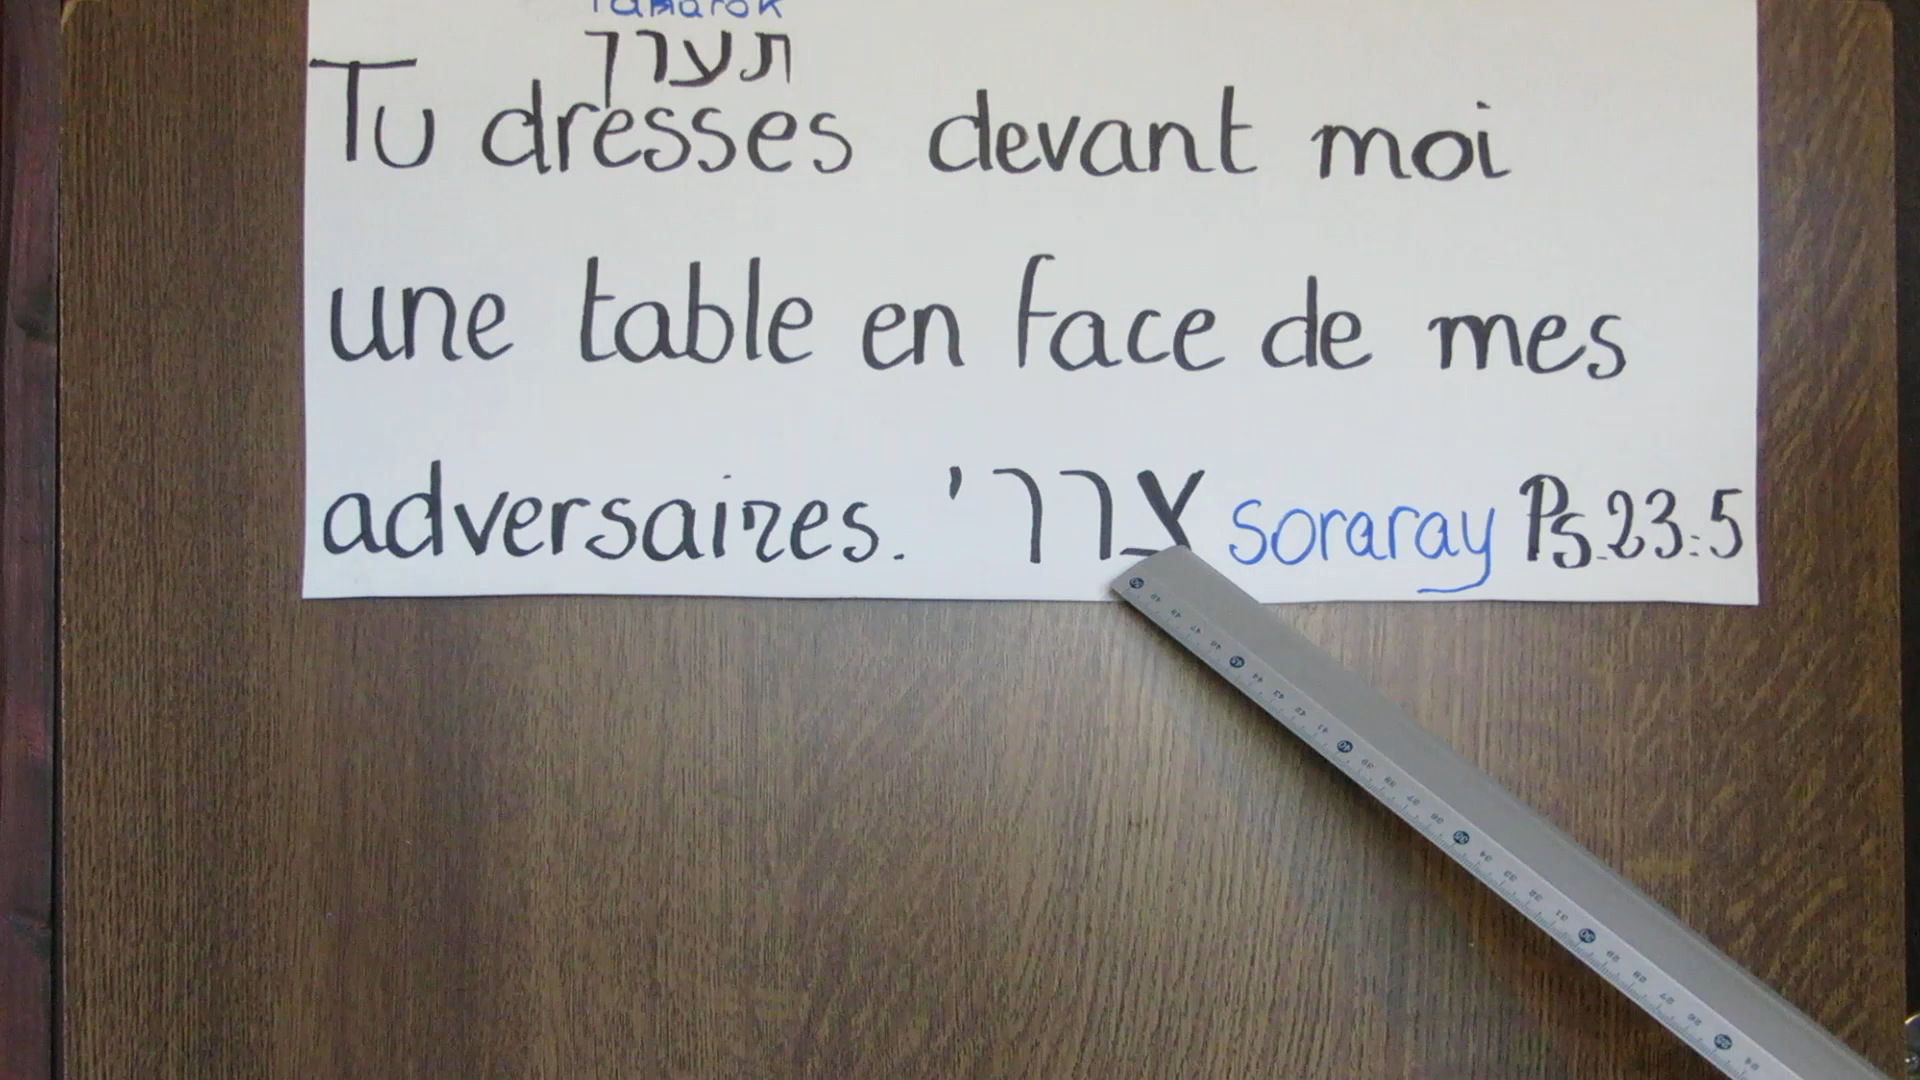 תערך
Tu dresses devant moi
une table en face de mes
adversaires. צררי soraray Ps.23:5